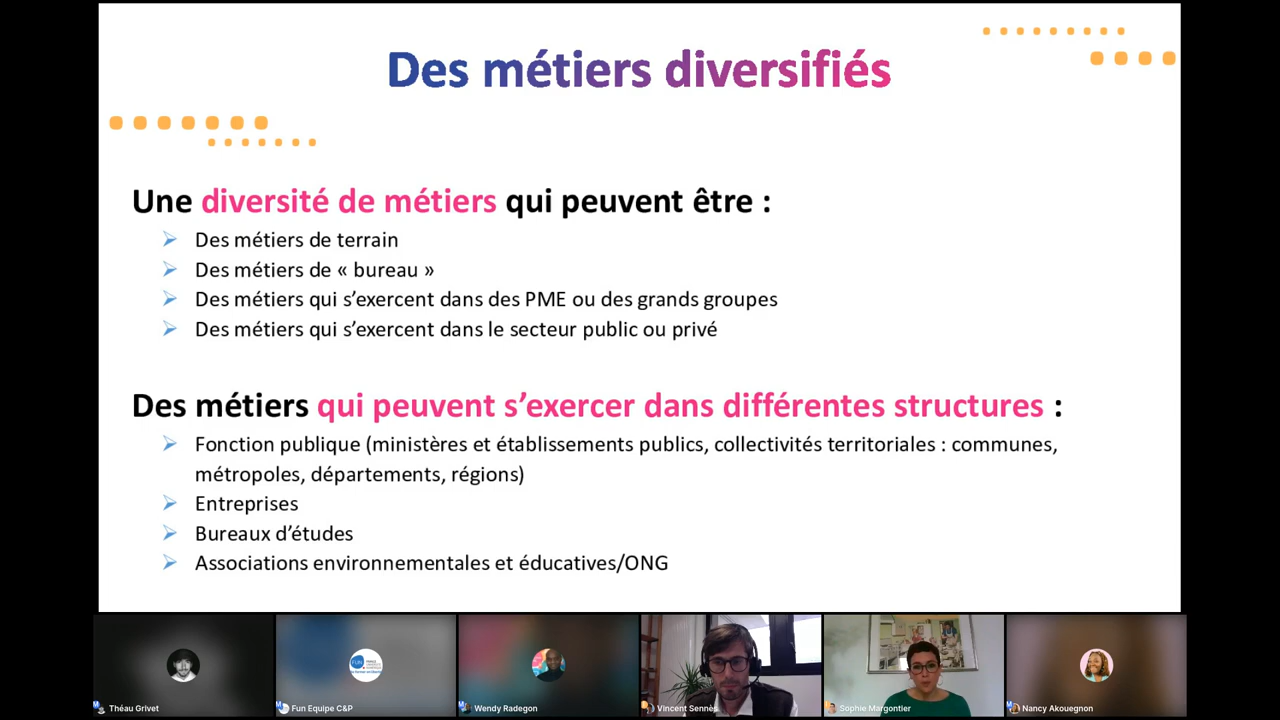 Des métiers diversifiés
Une diversité de métiers qui peuvent être :
Des métiers de terrain
Des métiers de « bureau »
Des métiers qui s’exercent dans des PME ou des grands groupes
Des métiers qui s’exercent dans le secteur public ou privé
Des métiers qui peuvent s’exercer dans différentes structures :
Fonction publique (ministères et établissements publics, collectivités territoriales : communes,
métropoles, départements, régions)
Entreprises
Bureaux d’études
Associations environnementales et éducatives/ONG
FUN
Théau Grivet
Fun Equipe C&P
Wendy Radegon
Vincent Sennès
Sophie Margontier
Nancy Akouegnon